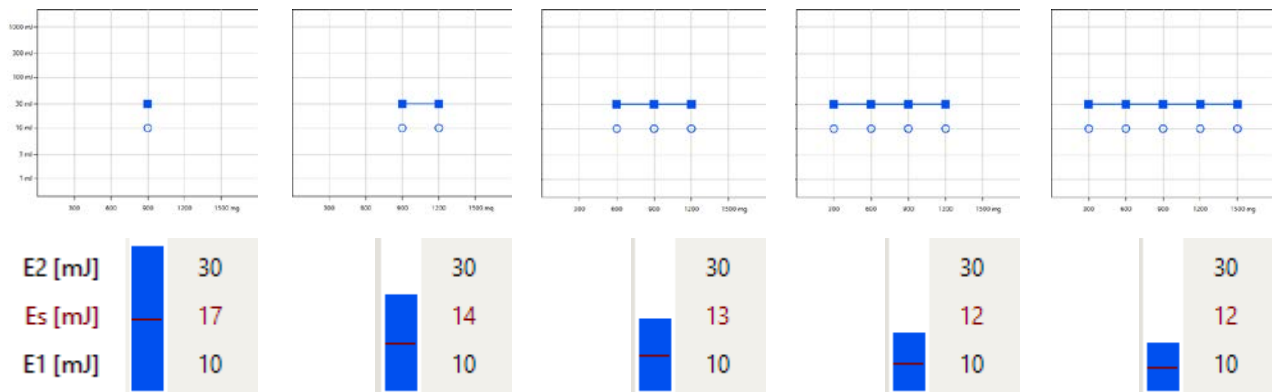 1000 mJ
300 mJ
100 mJ
30 mJ
10 mJ
3 mJ
1 mJ
300 600 900 1200 1500 mg
300 600 900 1200 1500 mg
300 600 900 1200 1500 mg
300 600 900 1200 1500 mg
300 600 900 1200 1500 mg
E2 [mJ] 30 30 30 30 30
Es [mJ] 17 14 13 12 12
E1 [mJ] 10 10 10 10 10